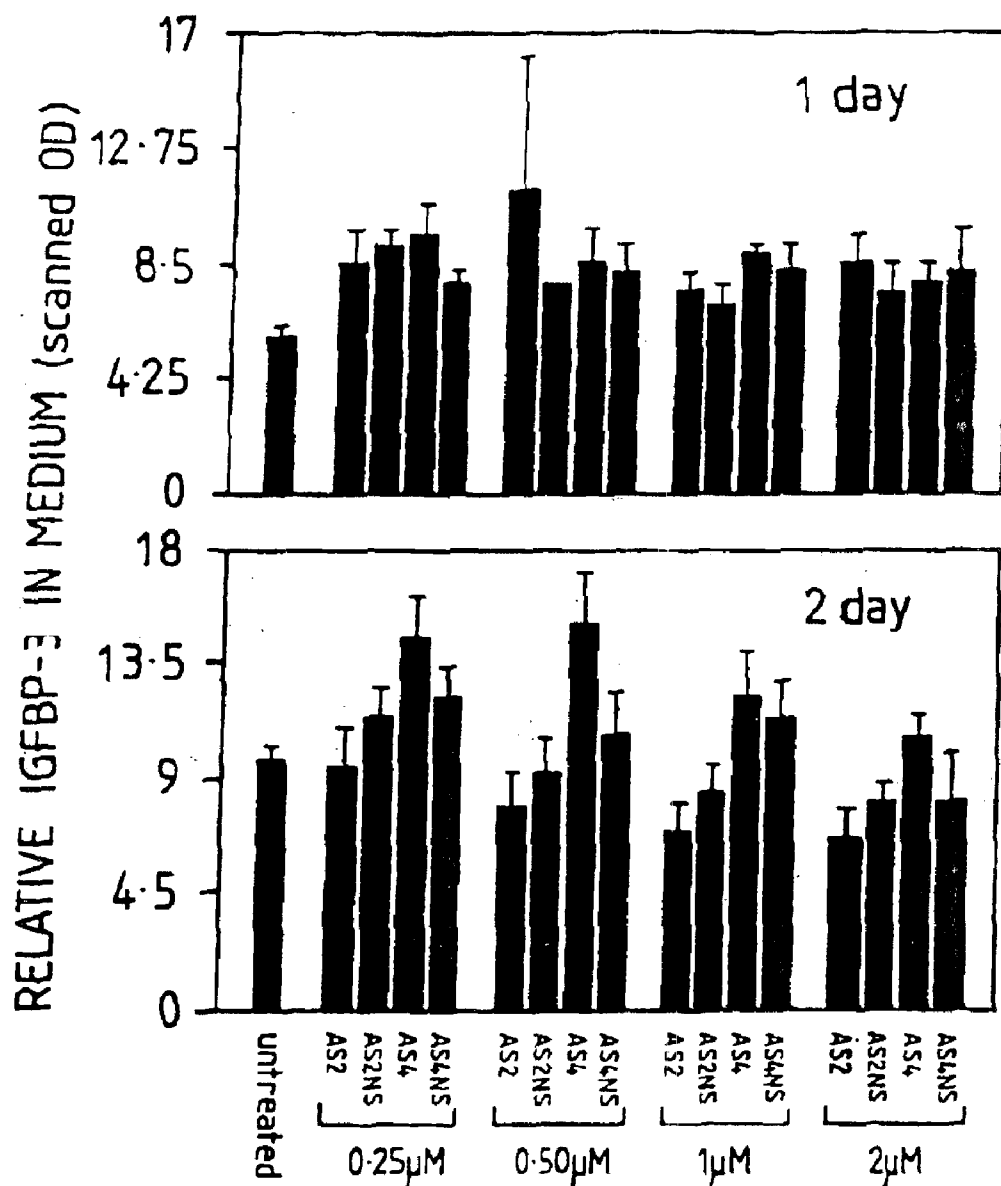 RELATIVE IGFBP-3 IN MEDIUM (scanned OD)
17
12·75
8·5
4·25
0
1 day
18
13·5
9
4·5
0
2 day
untreated
AS2
AS2NS
AS4
AS4NS
AS2
AS2NS
AS4
AS4NS
AS2
AS2NS
AS4
AS4NS
AS2
AS2NS
AS4
AS4NS
0·25µM
0·50µM
1µM
2µM